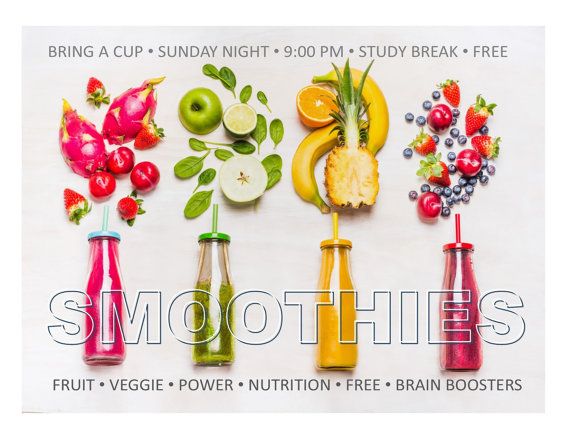 BRING A CUP • SUNDAY NIGHT • 9:00 PM • STUDY BREAK • FREE
SMOOTHIES
FRUIT • VEGGIE • POWER • NUTRITION • FREE • BRAIN BOOSTERS